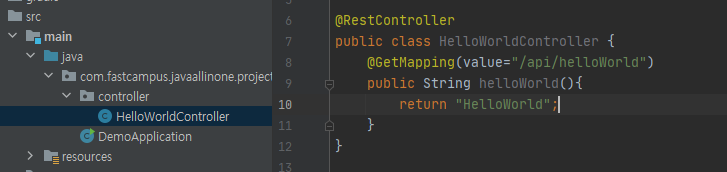 src
main
java
com.fastcampus.javaallinone.project
controller
HelloWorldController
DemoApplication
resources
6 @RestController
7 public class HelloWorldController {
8 @GetMapping(value="/api/helloWorld")
9 public String helloWorld(){
10 return "HelloWorld";
11 }
12 }
13